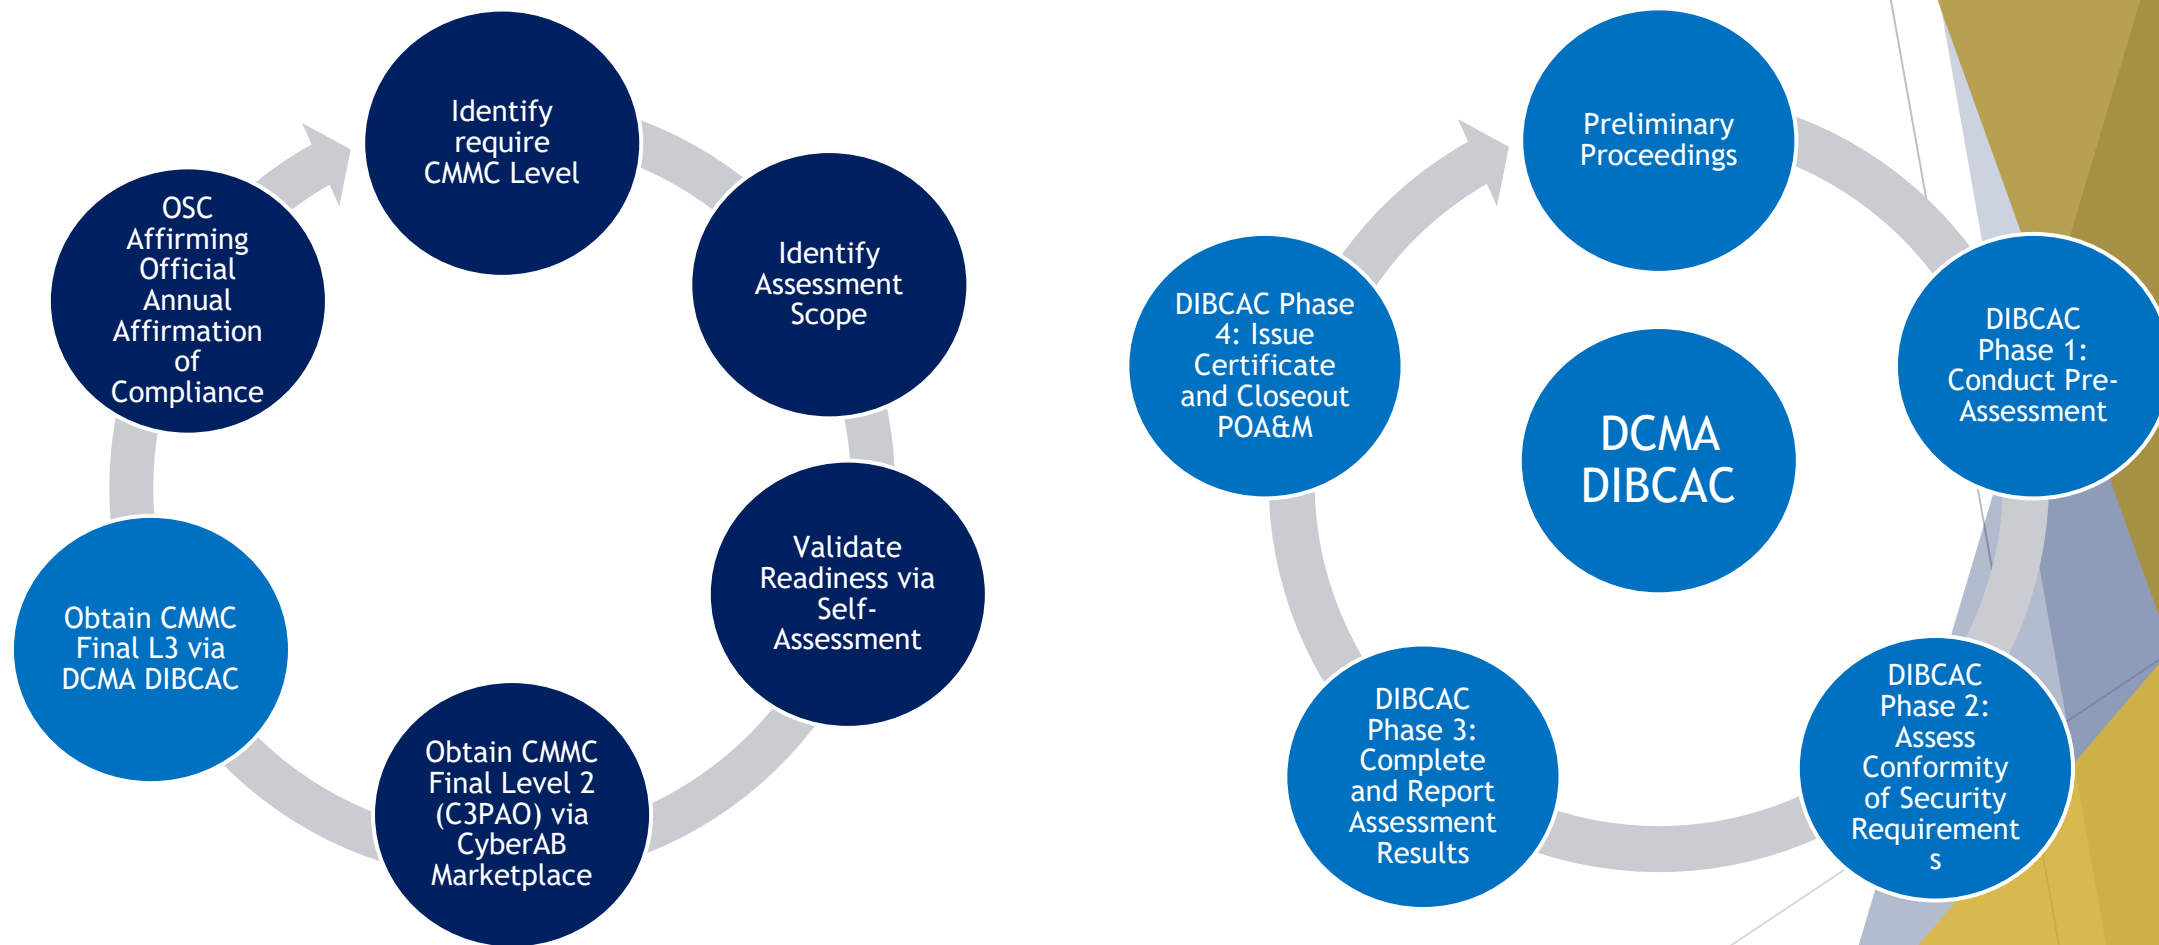 Identify
require
CMMC Level
Identify
Assessment
Scope
Validate
Readiness via
Self-
Assessment
Obtain CMMC
Final Level 2
(C3PAO) via
CyberAB
Marketplace
Obtain CMMC
Final L3 via
DCMA DIBCAC
OSC
Affirming
Official
Annual
Affirmation
of
Compliance
Preliminary
Proceedings
DIBCAC
Phase 1:
Conduct Pre-
Assessment
DIBCAC
Phase 2:
Assess
Conformity
of Security
Requirement
s
DIBCAC
Phase 3:
Complete
and Report
Assessment
Results
DIBCAC Phase
4: Issue
Certificate
and Closeout
POA&M
DCMA
DIBCAC